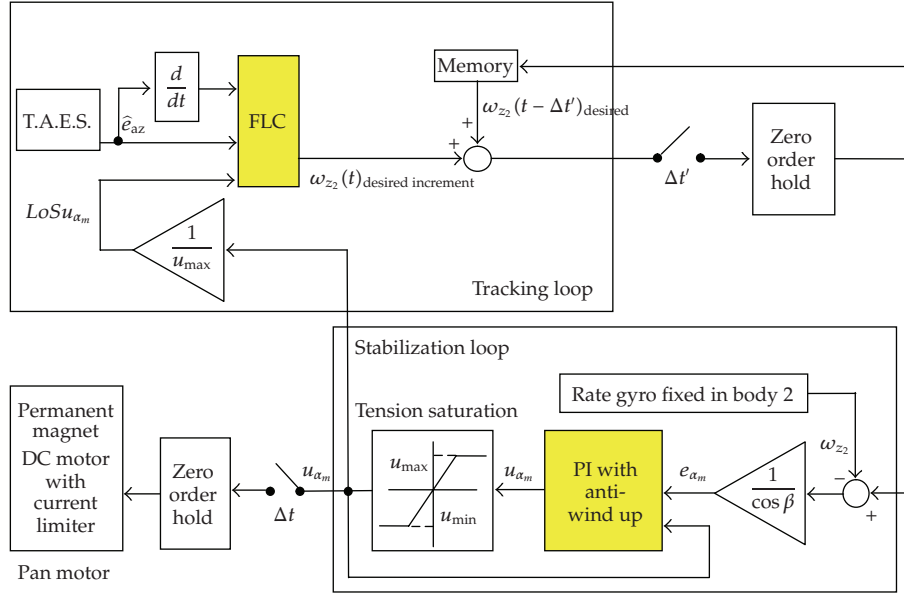 T.A.E.S.
d
dt
ê_az
FLC
Memory
ω_z₂(t − Δt′)_desired
+
+
ω_z₂(t)_desired increment
Δt′
Zero
order
hold
LoSu_αₘ
1
u_max
Tracking loop
Stabilization loop
Rate gyro fixed in body 2
Permanent
magnet
DC motor
with
current
limiter
Pan motor
Zero
order
hold
Δt
u_αₘ
Tension saturation
u_max
u_min
u_αₘ
PI with
anti-
wind up
e_αₘ
1
cos β
ω_z₂
−
+